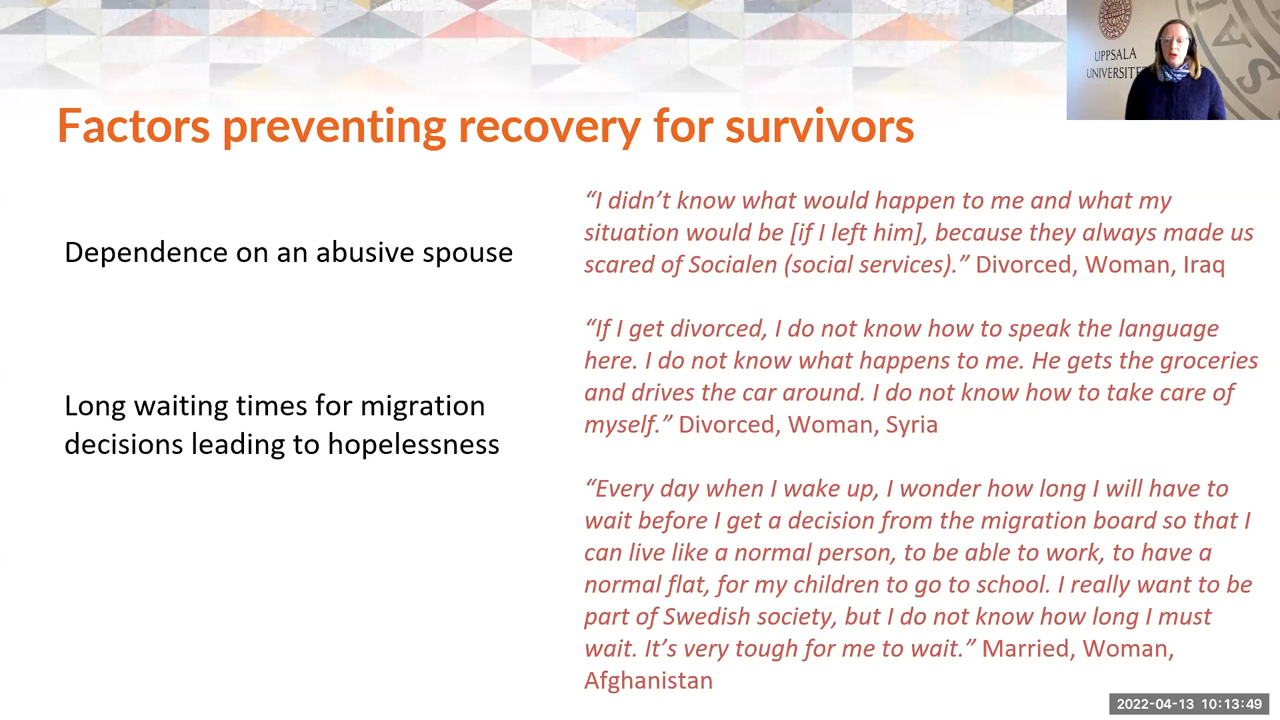 UPPSALA
UNIVERSITE
Factors preventing recovery for survivors
Dependence on an abusive spouse
Long waiting times for migration
decisions leading to hopelessness
“I didn’t know what would happen to me and what my
situation would be [if I left him], because they always made us
scared of Socialen (social services).” Divorced, Woman, Iraq
“If I get divorced, I do not know how to speak the language
here. I do not know what happens to me. He gets the groceries
and drives the car around. I do not know how to take care of
myself.” Divorced, Woman, Syria
“Every day when I wake up, I wonder how long I will have to
wait before I get a decision from the migration board so that I
can live like a normal person, to be able to work, to have a
normal flat, for my children to go to school. I really want to be
part of Swedish society, but I do not know how long I must
wait. It’s very tough for me to wait.” Married, Woman,
Afghanistan
2022-04-13 10:13:49